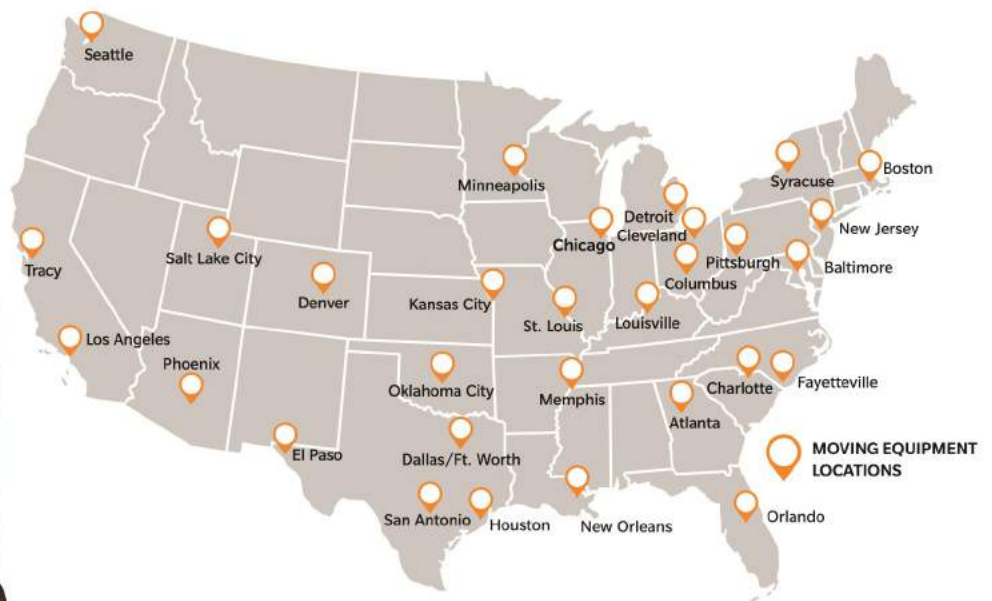 Seattle
Minneapolis
Syracuse
Boston
Detroit
Cleveland
Chicago
New Jersey
Tracy
Salt Lake City
Pittsburgh
Baltimore
Columbus
Denver
Kansas City
St. Louis
Louisville
Los Angeles
Phoenix
Oklahoma City
Memphis
Charlotte
Fayetteville
Atlanta
El Paso
Dallas/Ft. Worth
MOVING EQUIPMENT
LOCATIONS
San Antonio
Houston
New Orleans
Orlando